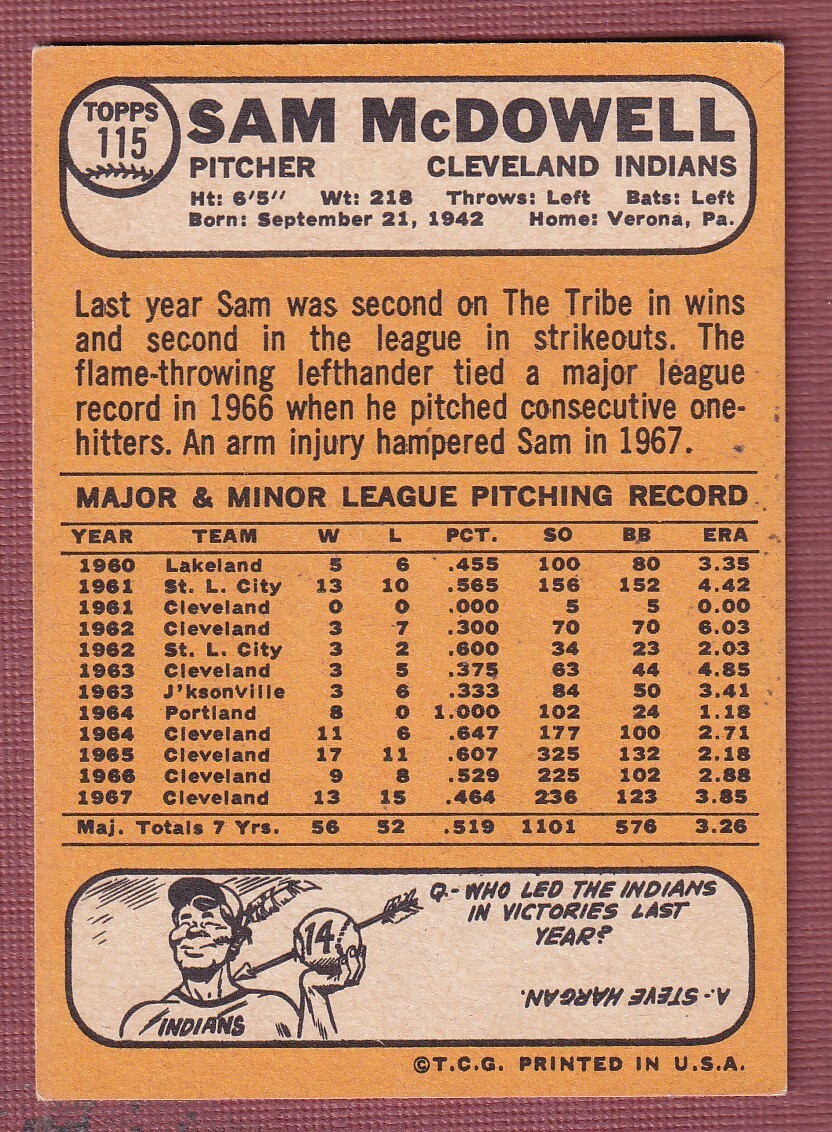 TOPPS
115
SAM McDOWELL
PITCHER CLEVELAND INDIANS
Ht: 6'5" Wt: 218 Throws: Left Bats: Left
Born: September 21, 1942 Home: Verona, Pa.
Last year Sam was second on The Tribe in wins
and second in the league in strikeouts. The
flame-throwing lefthander tied a major league
record in 1966 when he pitched consecutive one-
hitters. An arm injury hampered Sam in 1967.
MAJOR & MINOR LEAGUE PITCHING RECORD
YEAR TEAM W L PCT. SO BB ERA
1960 Lakeland 5 6 .455 100 80 3.35
1961 St. L. City 13 10 .565 156 152 4.42
1961 Cleveland 0 0 .000 5 5 0.00
1962 Cleveland 3 7 .300 70 70 6.03
1962 St. L. City 3 2 .600 34 23 2.03
1963 Cleveland 3 5 .375 63 44 4.85
1963 J'ksonville 3 6 .333 84 50 3.41
1964 Portland 8 0 1.000 102 24 1.18
1964 Cleveland 11 6 .647 177 100 2.71
1965 Cleveland 17 11 .607 325 132 2.18
1966 Cleveland 9 8 .529 225 102 2.88
1967 Cleveland 13 15 .464 236 123 3.85
Maj. Totals 7 Yrs. 56 52 .519 1101 576 3.26
Q.- WHO LED THE INDIANS
IN VICTORIES LAST
YEAR?
14
A.- STEVE HARGAN.
INDIANS
©T.C.G. PRINTED IN U.S.A.